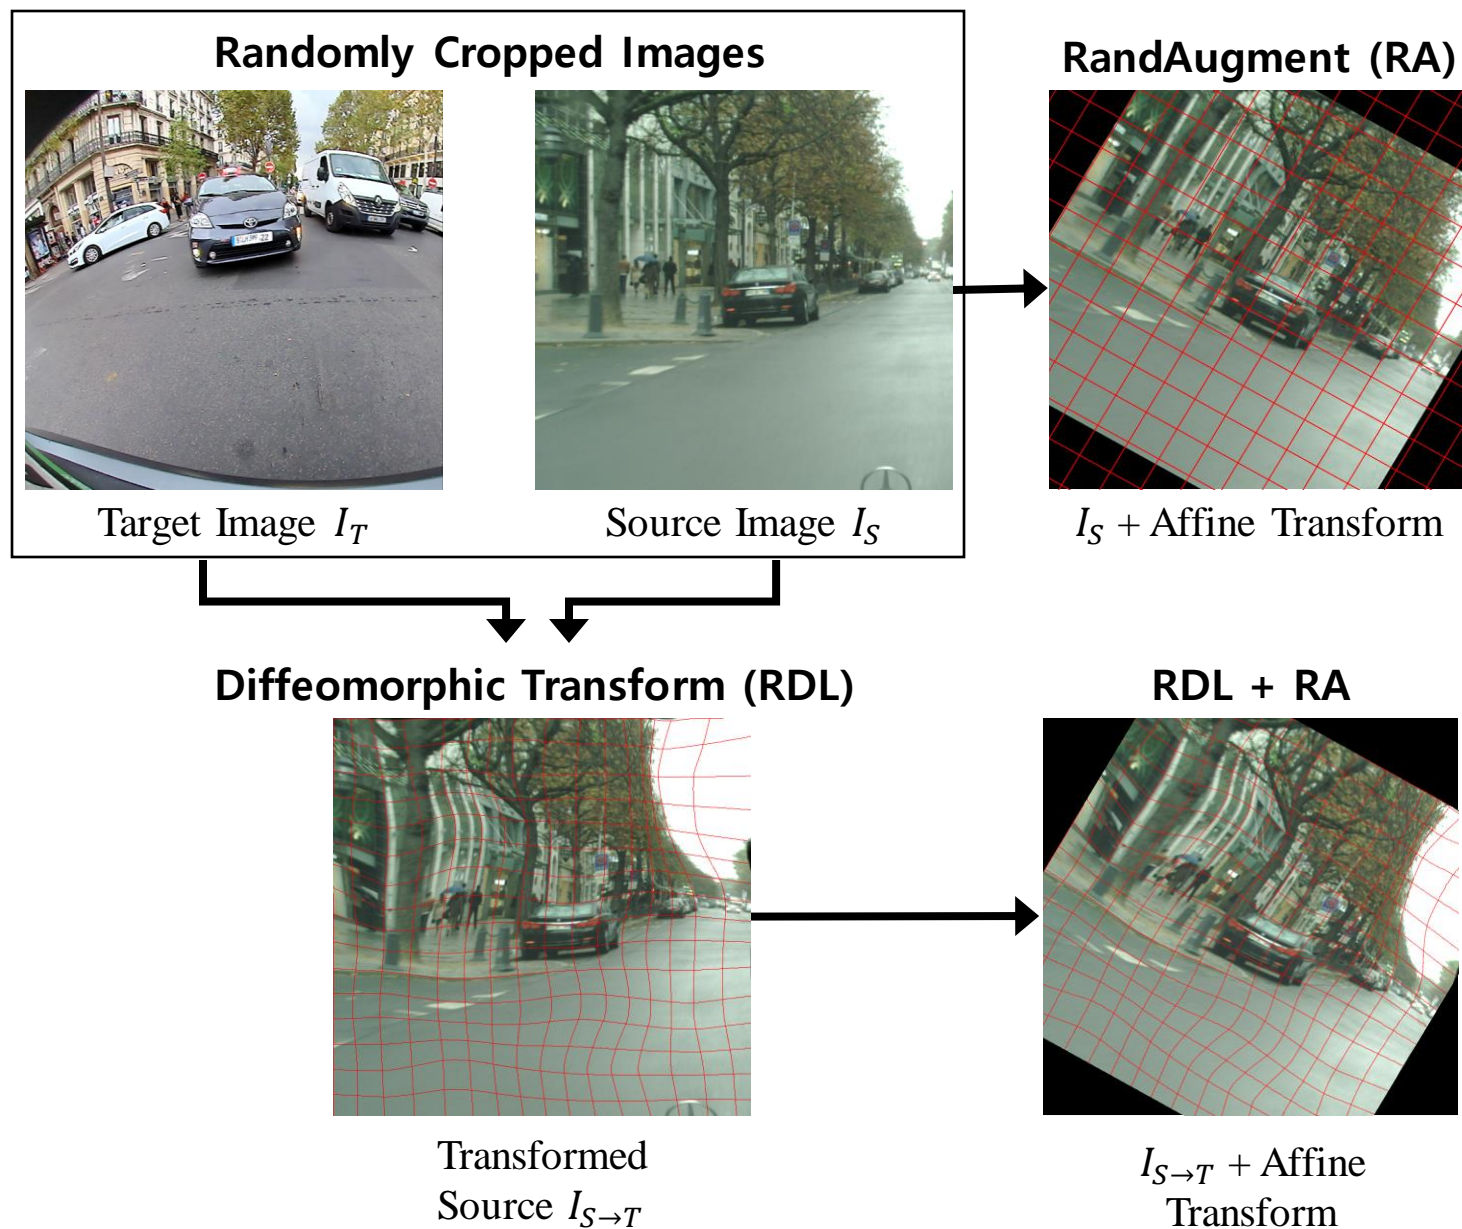 Randomly Cropped Images
RandAugment (RA)
Target Image I_T
Source Image I_S
I_S + Affine Transform
Diffeomorphic Transform (RDL)
RDL + RA
Transformed
Source I_{S→T}
I_{S→T} + Affine
Transform